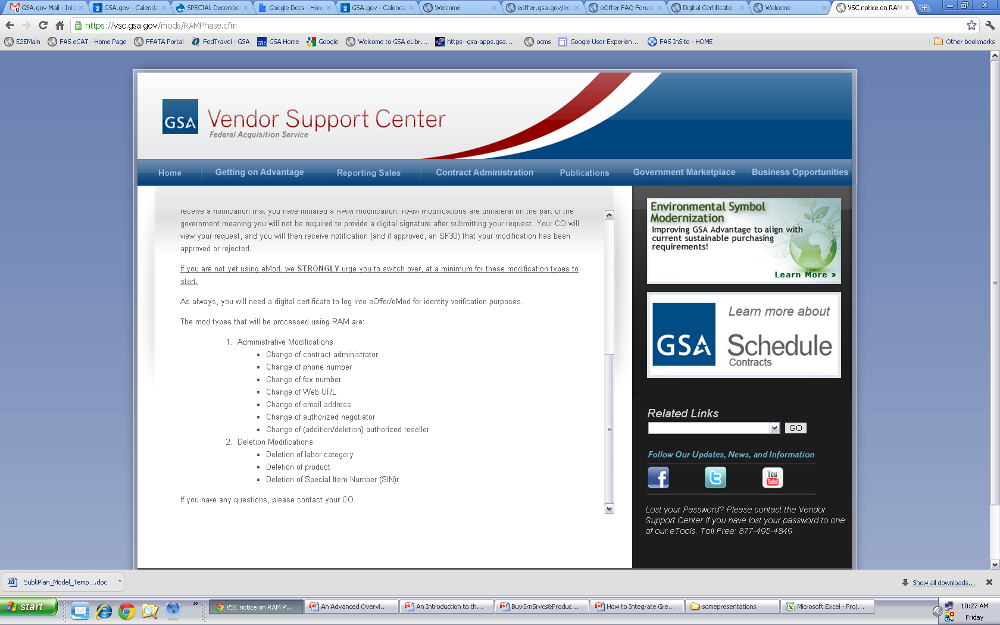 GSA.gov Mail - Inb
GSA.gov - Calenda
SPECIAL December
Google Docs - Hom
GSA.gov - Calenda
Welcome
eoffer.gsa.gov/eof
eOffer FAQ Forum
Digital Certificate
Welcome
VSC notice on RAM
https://vsc.gsa.gov/mods/RAMPhase.cfm
E2EMain
FAS eCAT - Home Page
FFATA Portal
FedTravel - GSA
GSA Home
Google
Welcome to GSA eLibr...
https--gsa-apps.gsa....
ocms
Google User Experien...
FAS InSite - HOME
Other bookmarks
GSA
Vendor Support Center
Federal Acquisition Service
Home
Getting on Advantage
Reporting Sales
Contract Administration
Publications
Government Marketplace
Business Opportunities
receive a notification that you have initiated a RAM modification. RAM modifications are unilateral on the part of the
government meaning you will not be required to provide a digital signature after submitting your request. Your CO will
view your request, and you will then receive notification (and if approved, an SF30) that your modification has been
approved or rejected.
If you are not yet using eMod, we STRONGLY urge you to switch over, at a minimum for these modification types to
start.
As always, you will need a digital certificate to log into eOffer/eMod for identity verification purposes.
The mod types that will be processed using RAM are:
1. Administrative Modifications
▪ Change of contract administrator
▪ Change of phone number
▪ Change of fax number
▪ Change of Web URL
▪ Change of email address
▪ Change of authorized negotiator
▪ Change of (addition/deletion) authorized reseller
2. Deletion Modifications
▪ Deletion of labor category
▪ Deletion of product
▪ Deletion of Special Item Number (SIN)r
If you have any questions, please contact your CO.
Environmental Symbol
Modernization
Improving GSA Advantage to align with
current sustainable purchasing
requirements!
Learn More »
GSA
Learn more about
Schedule
Contracts
Related Links
GO
Follow Our Updates, News, and Information
f
t
You
Tube
Lost your Password? Please contact the Vendor
Support Center if you have lost your password to one
of our eTools. Toll Free: 877-495-4849
SubkPlan_Model_Temp....doc
Show all downloads...
start
»
VSC notice on RAM P...
An Advanced Overvi...
An Introduction to th...
BuyGrnSrvcs&Produc...
How to Integrate Gre...
somepresentations
Microsoft Excel - Proj...
10:27 AM
Friday